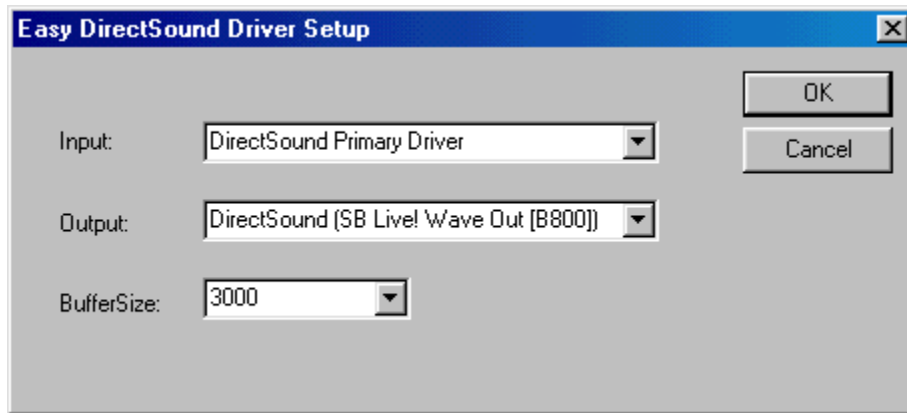 Easy DirectSound Driver Setup
OK
Input: DirectSound Primary Driver
Cancel
Output: DirectSound (SB Live! Wave Out [B800])
BufferSize: 3000